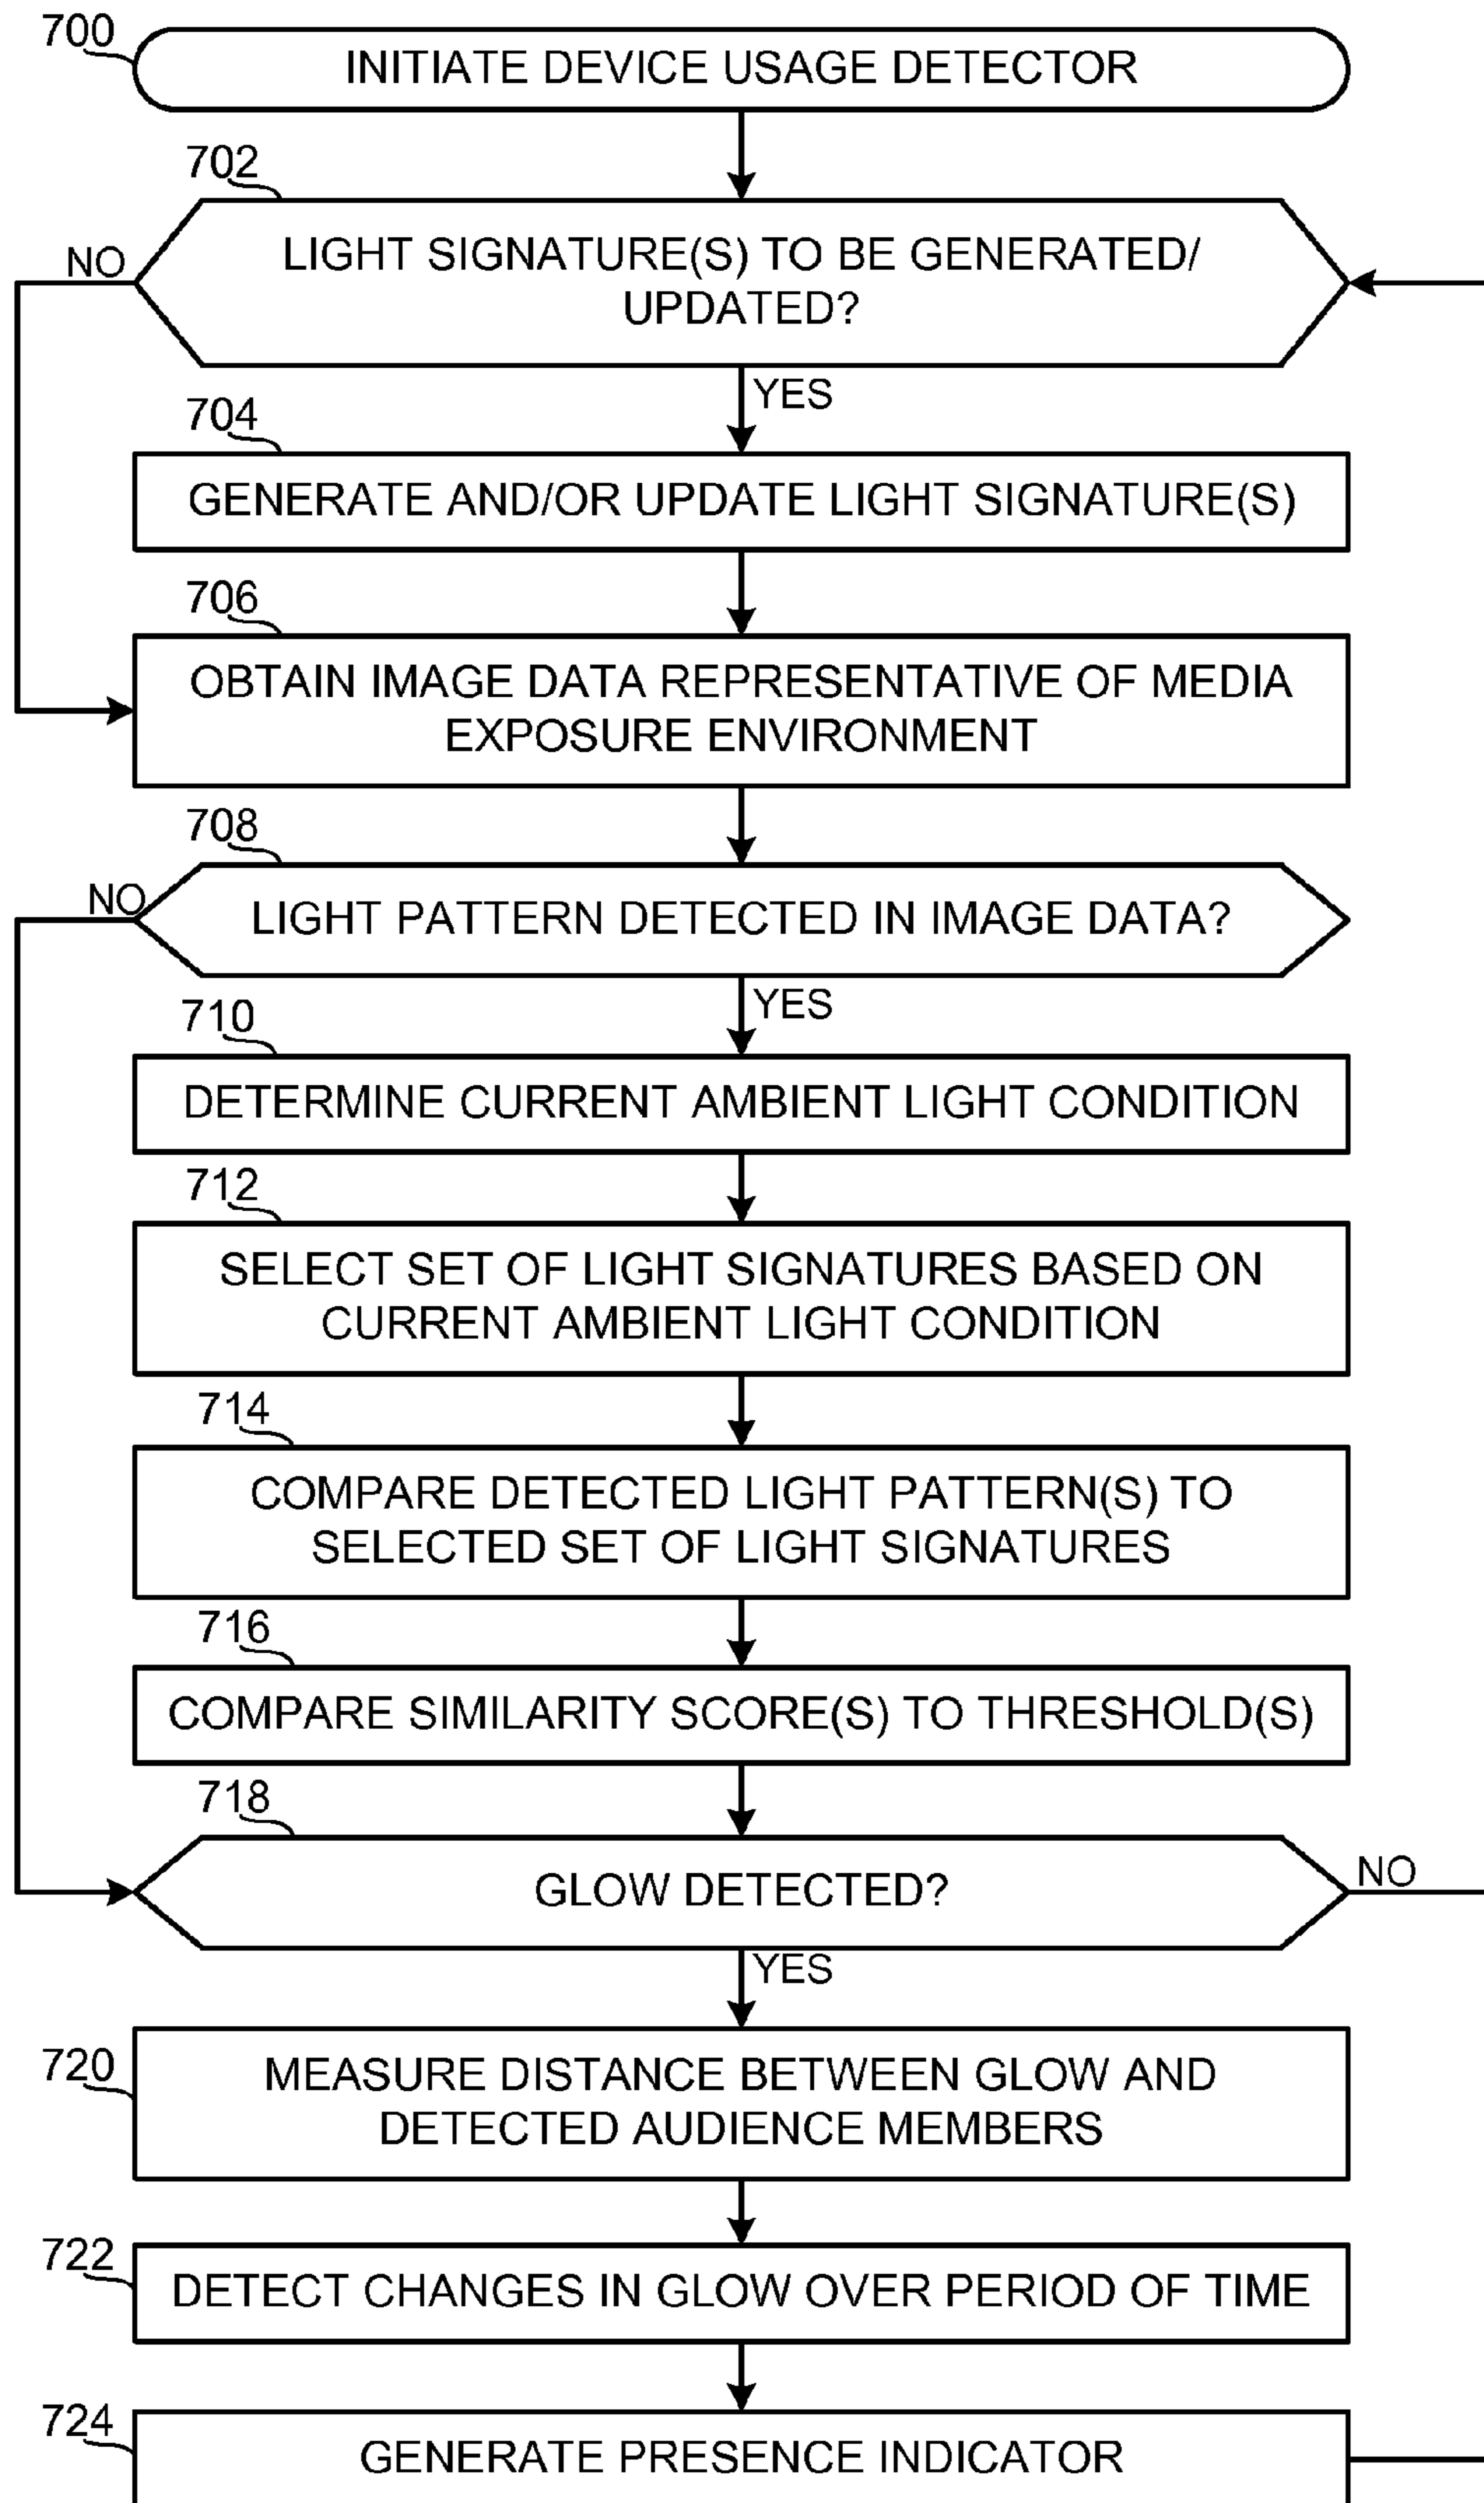 700
INITIATE DEVICE USAGE DETECTOR
702
NO
LIGHT SIGNATURE(S) TO BE GENERATED/
UPDATED?
YES
704
GENERATE AND/OR UPDATE LIGHT SIGNATURE(S)
706
OBTAIN IMAGE DATA REPRESENTATIVE OF MEDIA
EXPOSURE ENVIRONMENT
708
NO
LIGHT PATTERN DETECTED IN IMAGE DATA?
YES
710
DETERMINE CURRENT AMBIENT LIGHT CONDITION
712
SELECT SET OF LIGHT SIGNATURES BASED ON
CURRENT AMBIENT LIGHT CONDITION
714
COMPARE DETECTED LIGHT PATTERN(S) TO
SELECTED SET OF LIGHT SIGNATURES
716
COMPARE SIMILARITY SCORE(S) TO THRESHOLD(S)
718
GLOW DETECTED?
NO
YES
720
MEASURE DISTANCE BETWEEN GLOW AND
DETECTED AUDIENCE MEMBERS
722
DETECT CHANGES IN GLOW OVER PERIOD OF TIME
724
GENERATE PRESENCE INDICATOR